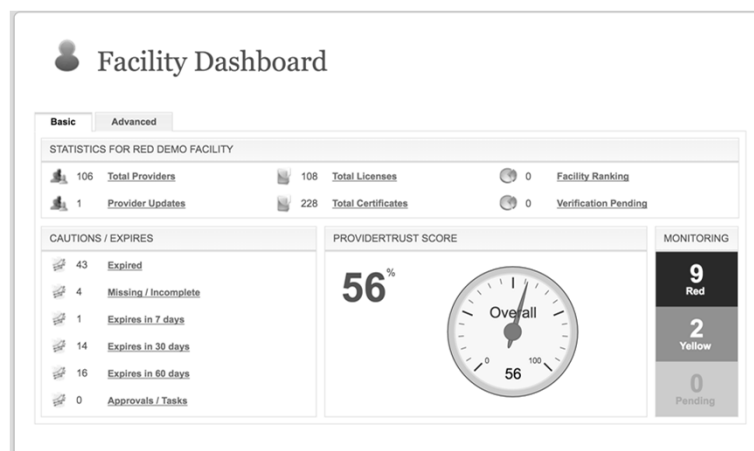 Facility Dashboard
Basic Advanced
STATISTICS FOR RED DEMO FACILITY
106 Total Providers 108 Total Licenses 0 Facility Ranking
1 Provider Updates 228 Total Certificates 0 Verification Pending
CAUTIONS / EXPIRES
43 Expired
4 Missing / Incomplete
1 Expires in 7 days
14 Expires in 30 days
16 Expires in 60 days
0 Approvals / Tasks
PROVIDERTRUST SCORE
56%
Overall
0 100
56
MONITORING
9
Red
2
Yellow
0
Pending